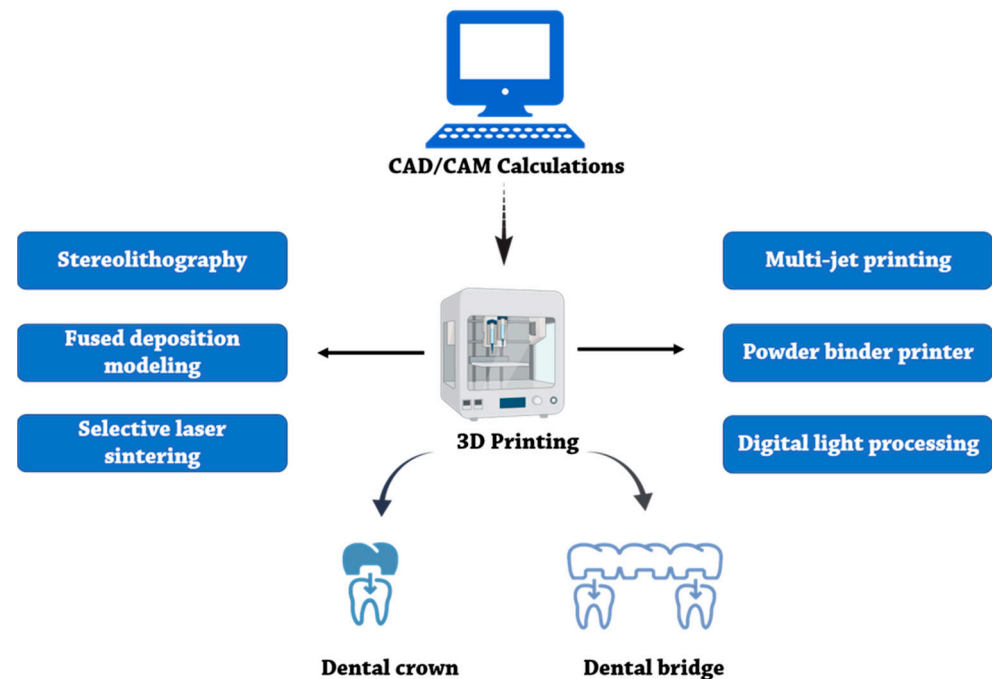 CAD/CAM Calculations
Stereolithography
Fused deposition
modeling
Selective laser
sintering
Multi-jet printing
Powder binder printer
Digital light processing
3D Printing
Dental crown
Dental bridge